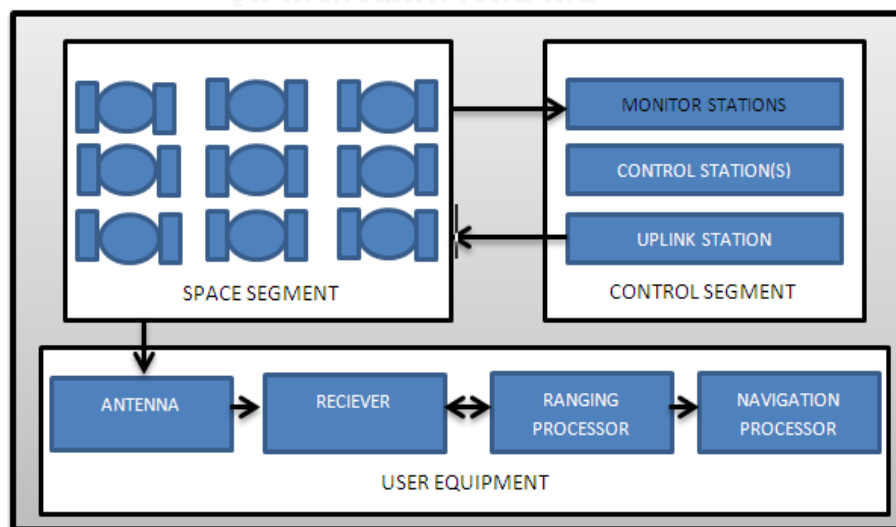 MONITOR STATIONS
CONTROL STATION(S)
UPLINK STATION
SPACE SEGMENT
CONTROL SEGMENT
ANTENNA
RECIEVER
RANGING
PROCESSOR
NAVIGATION
PROCESSOR
USER EQUIPMENT